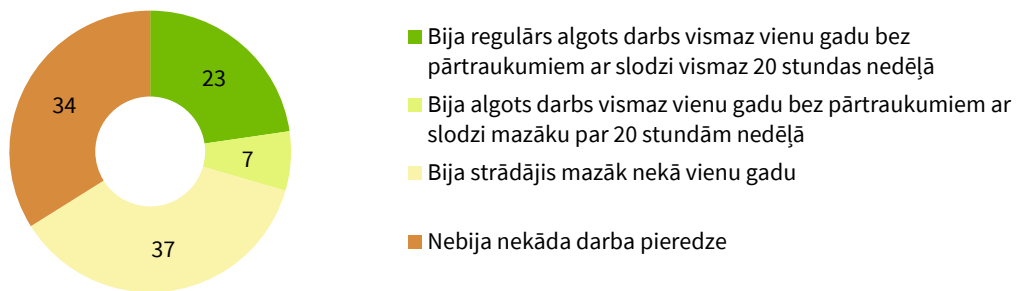 23
7
37
34
Bija regulārs algots darbs vismaz vienu gadu bez
pārtraukumiem ar slodzi vismaz 20 stundas nedēļā
Bija algots darbs vismaz vienu gadu bez pārtraukumiem ar
slodzi mazāku par 20 stundām nedēļā
Bija strādājis mazāk nekā vienu gadu
Nebija nekāda darba pieredze